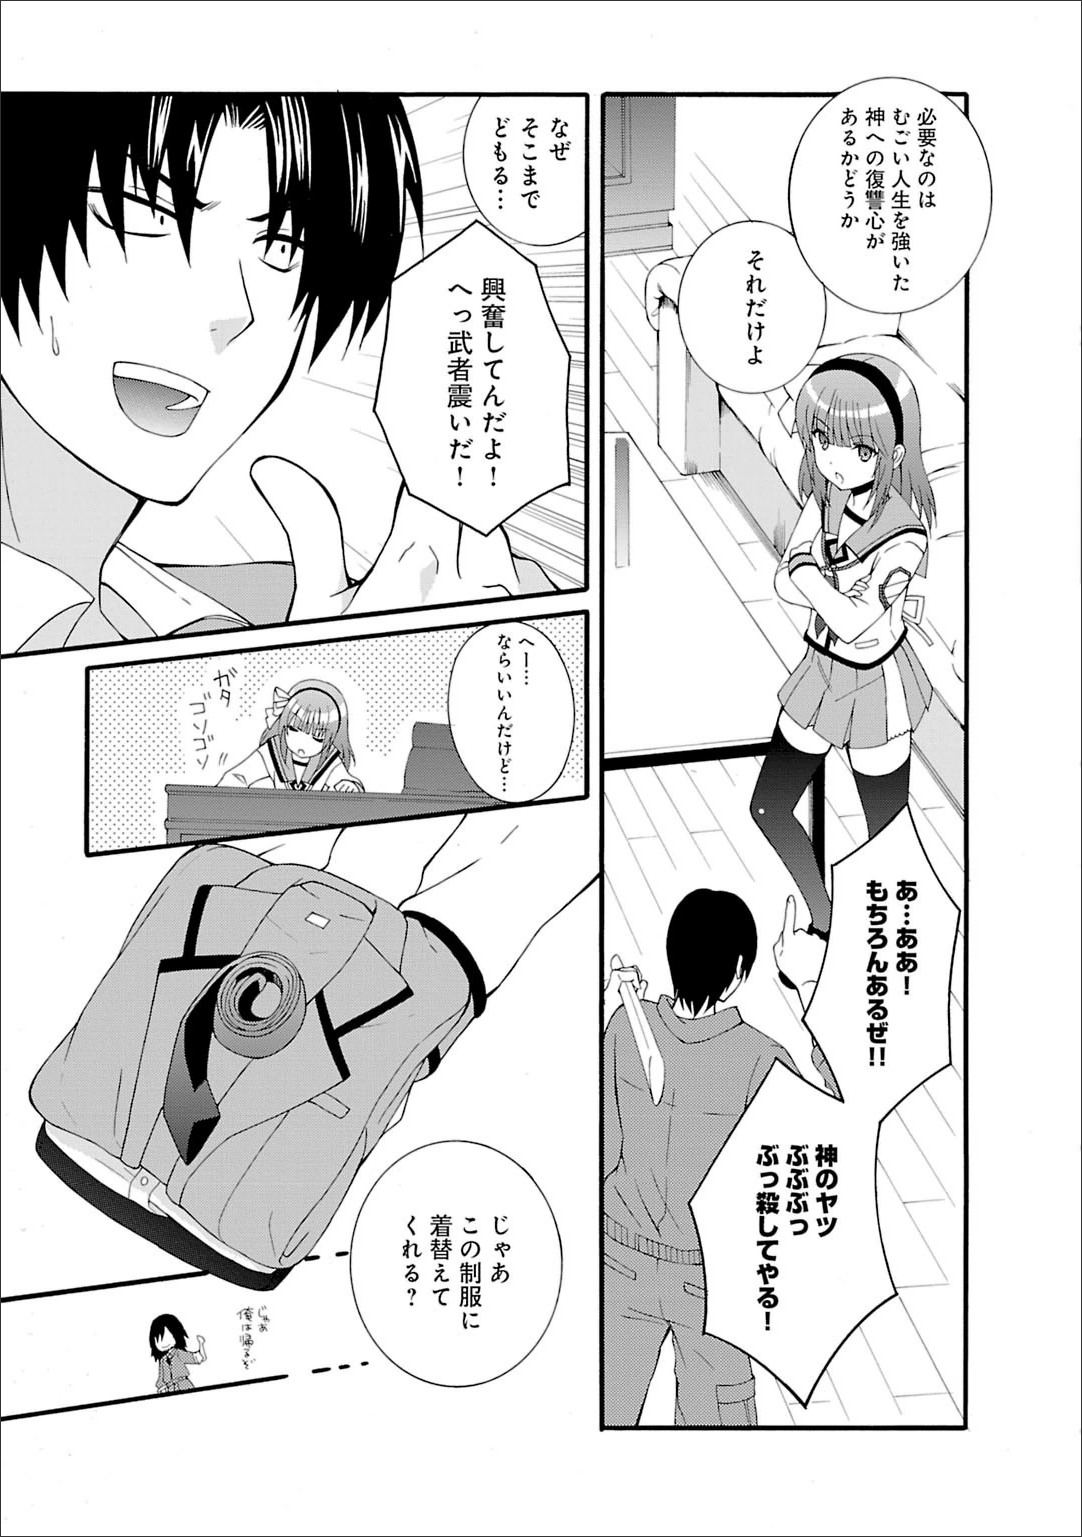 必要なのは
むごい人生を強いた
神への復讐心が
あるかどうか
それだけよ
あ…ああ!
もちろんあるぜ!!
神のヤツ
ぶぶぶっ
ぶっ殺してやる!
なぜ
そこまで
どもる…
興奮してんだよ!
へっ武者震いだ!
へー…
ならいいんだけど…
ガタ
ゴソゴソ
じゃあ
この制服に
着替えて
くれる?
じゃあ
俺は帰るぞ